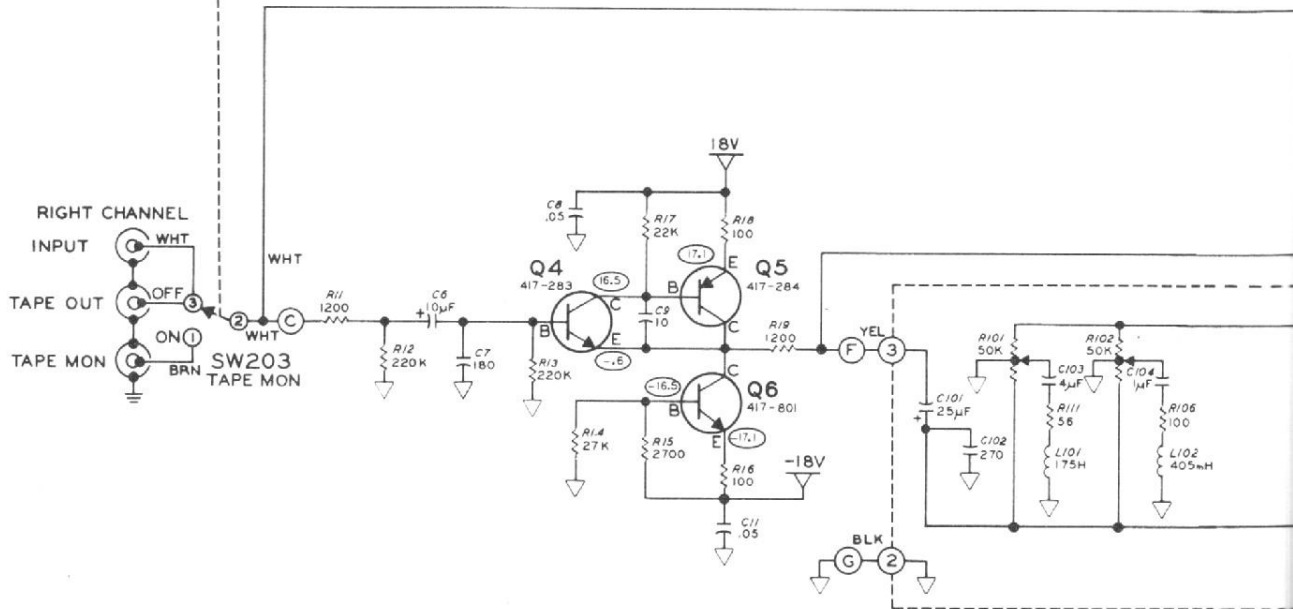 18V
C8
.05
R17
22K
R18
100
RIGHT CHANNEL
INPUT
WHT
WHT
17.1
E
Q4
417-283
16.5
B
Q5
417-284
TAPE OUT
OFF
3
2
WHT
C
R11
1200
C6
+
10µF
B
C
C9
10
C
R19
1200
E
-.6
TAPE MON
ON
1
BRN
SW203
TAPE MON
R12
220K
C7
180
R13
220K
YEL
F
3
R101
50K
R102
50K
C103
4µF
C104
1µF
C
-16.5
B
Q6
417-801
E
-17.1
R14
27K
R15
2700
R16
100
-18V
C101
25µF
+
C102
270
R111
56
R106
100
L101
.175H
L102
405mH
C11
.05
BLK
G
2